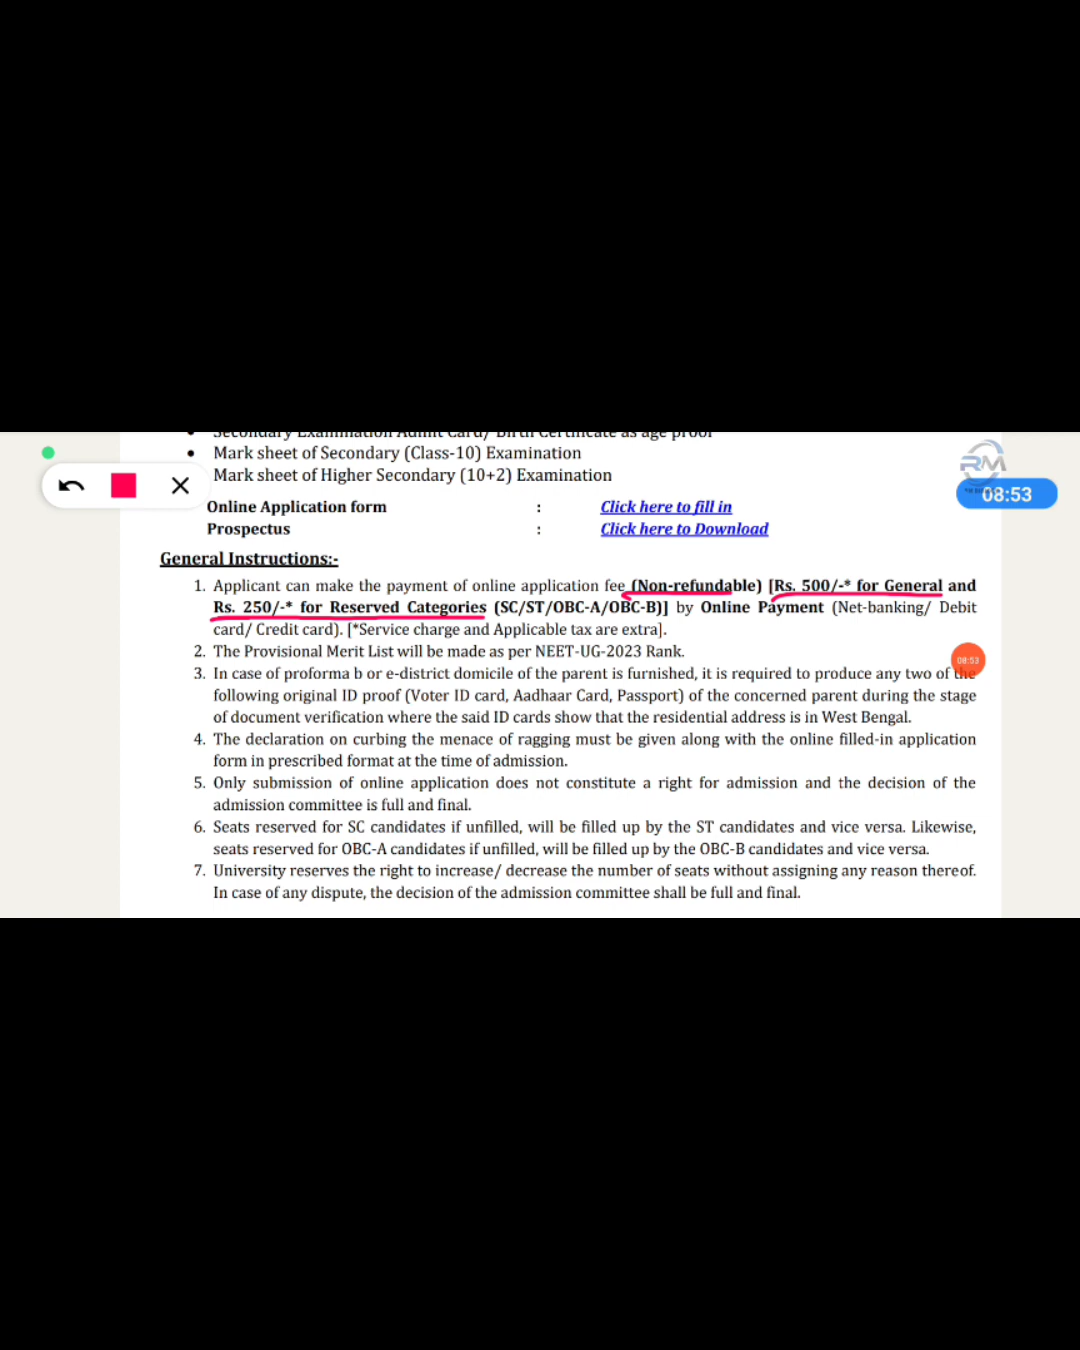 Secondary Examination Admit Card/ Birth Certificate as age proof
• Mark sheet of Secondary (Class-10) Examination
Mark sheet of Higher Secondary (10+2) Examination
RM
08:53
Online Application form : Click here to fill in
Prospectus : Click here to Download
General Instructions:-
1. Applicant can make the payment of online application fee (Non-refundable) [Rs. 500/-* for General and
Rs. 250/-* for Reserved Categories (SC/ST/OBC-A/OBC-B)] by Online Payment (Net-banking/ Debit
card/ Credit card). [*Service charge and Applicable tax are extra].
2. The Provisional Merit List will be made as per NEET-UG-2023 Rank.
08:53
3. In case of proforma b or e-district domicile of the parent is furnished, it is required to produce any two of the
following original ID proof (Voter ID card, Aadhaar Card, Passport) of the concerned parent during the stage
of document verification where the said ID cards show that the residential address is in West Bengal.
4. The declaration on curbing the menace of ragging must be given along with the online filled-in application
form in prescribed format at the time of admission.
5. Only submission of online application does not constitute a right for admission and the decision of the
admission committee is full and final.
6. Seats reserved for SC candidates if unfilled, will be filled up by the ST candidates and vice versa. Likewise,
seats reserved for OBC-A candidates if unfilled, will be filled up by the OBC-B candidates and vice versa.
7. University reserves the right to increase/ decrease the number of seats without assigning any reason thereof.
In case of any dispute, the decision of the admission committee shall be full and final.